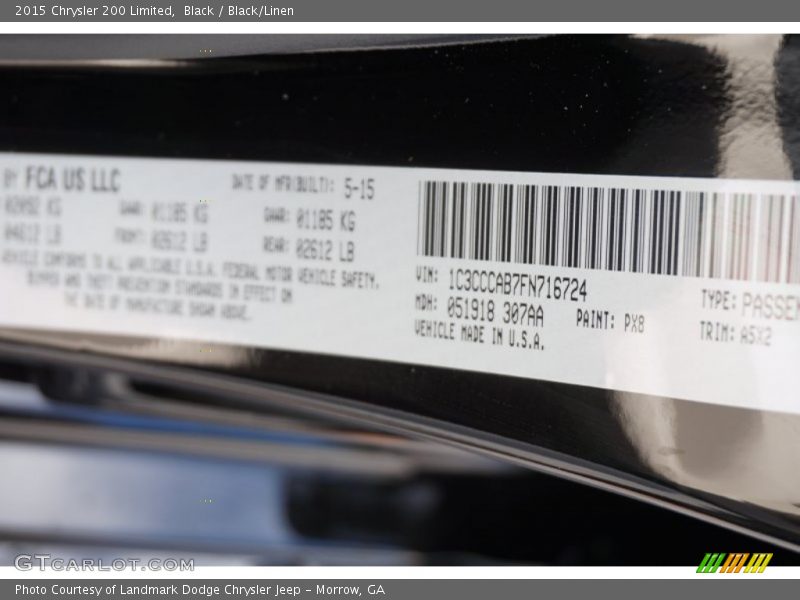 2015 Chrysler 200 Limited, Black / Black/Linen
BY FCA US LLC DATE OF MFR(BUILT): 5-15
GAWR: 01185 KG GAWR: 01185 KG
FRNT: 02612 LB REAR: 02612 LB
VEHICLE CONFORMS TO ALL APPLICABLE U.S.A. FEDERAL MOTOR VEHICLE SAFETY,
BUMPER AND THEFT PREVENTION STANDARDS IN EFFECT ON
THE DATE OF MANUFACTURE SHOWN ABOVE.
VIN: 1C3CCCAB7FN716724
MDH: 051918 307AA PAINT: PX8
VEHICLE MADE IN U.S.A.
TYPE: PASSEN
TRIM: A5X2
GTCARLOT.COM
Photo Courtesy of Landmark Dodge Chrysler Jeep – Morrow, GA